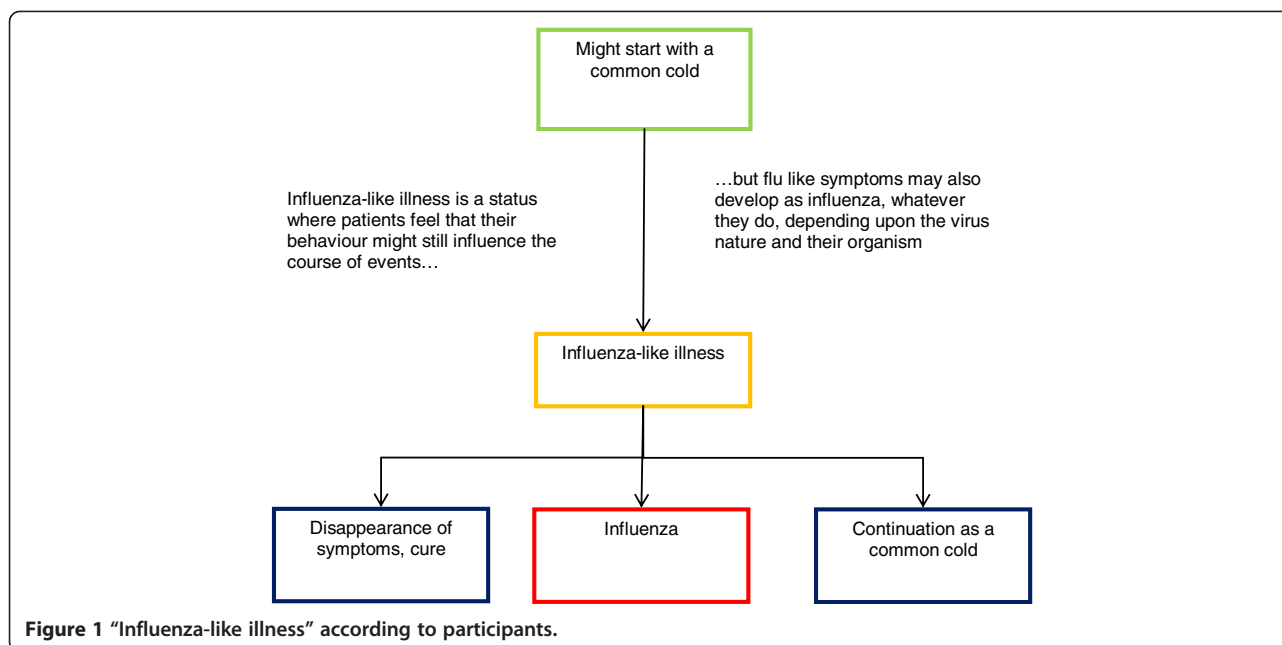 Might start with a
common cold
Influenza-like illness is a status
where patients feel that their
behaviour might still influence the
course of events…
…but flu like symptoms may also
develop as influenza, whatever
they do, depending upon the virus
nature and their organism
Influenza-like illness
Disappearance of
symptoms, cure
Influenza
Continuation as a
common cold
Figure 1 “Influenza-like illness” according to participants.